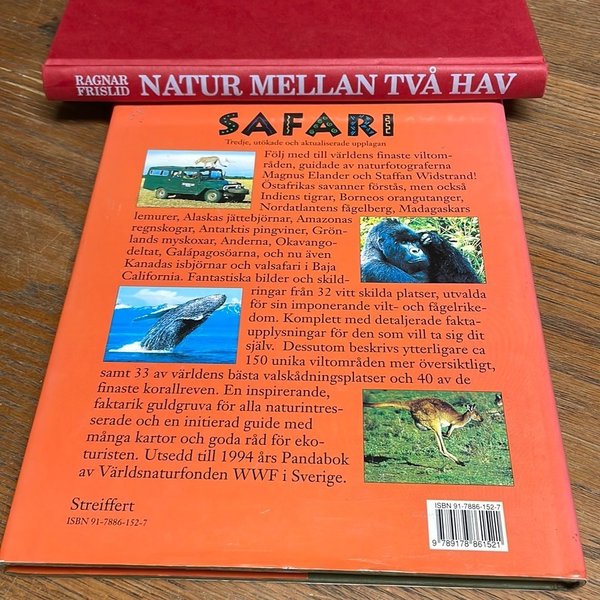 RAGNAR
FRISLID
NATUR MELLAN TVÅ HAV
SAFARI
Tredje, utökade och aktualiserade upplagan
Följ med till världens finaste viltom-
råden, guidade av naturfotograferna
Magnus Elander och Staffan Widstrand!
Östafrikas savanner förstås, men också
Indiens tigrar, Borneos orangutanger,
Nordatlantens fågelberg, Madagaskars
lemurer, Alaskas jättebjörnar, Amazonas
regnskogar, Antarktis pingviner, Grön-
lands myskoxar, Anderna, Okavango-
deltat, Galápagosöarna, och nu även
Kanadas isbjörnar och valsafari i Baja
California. Fantastiska bilder och skild-
ringar från 32 vitt skilda platser, utvalda
för sin imponerande vilt- och fågelrike-
dom. Komplett med detaljerade fakta-
upplysningar för den som vill ta sig dit
själv. Dessutom beskrivs ytterligare ca
150 unika viltområden mer översiktligt,
samt 33 av världens bästa valskådningsplatser och 40 av de
finaste korallreven. En inspirerande,
faktarik guldgruva för alla naturintres-
serade och en initierad guide med
många kartor och goda råd för eko-
turisten. Utsedd till 1994 års Pandabok
av Världsnaturfonden WWF i Sverige.
Streiffert
ISBN 91-7886-152-7
ISBN 91-7886-152-7
9 789178 861521